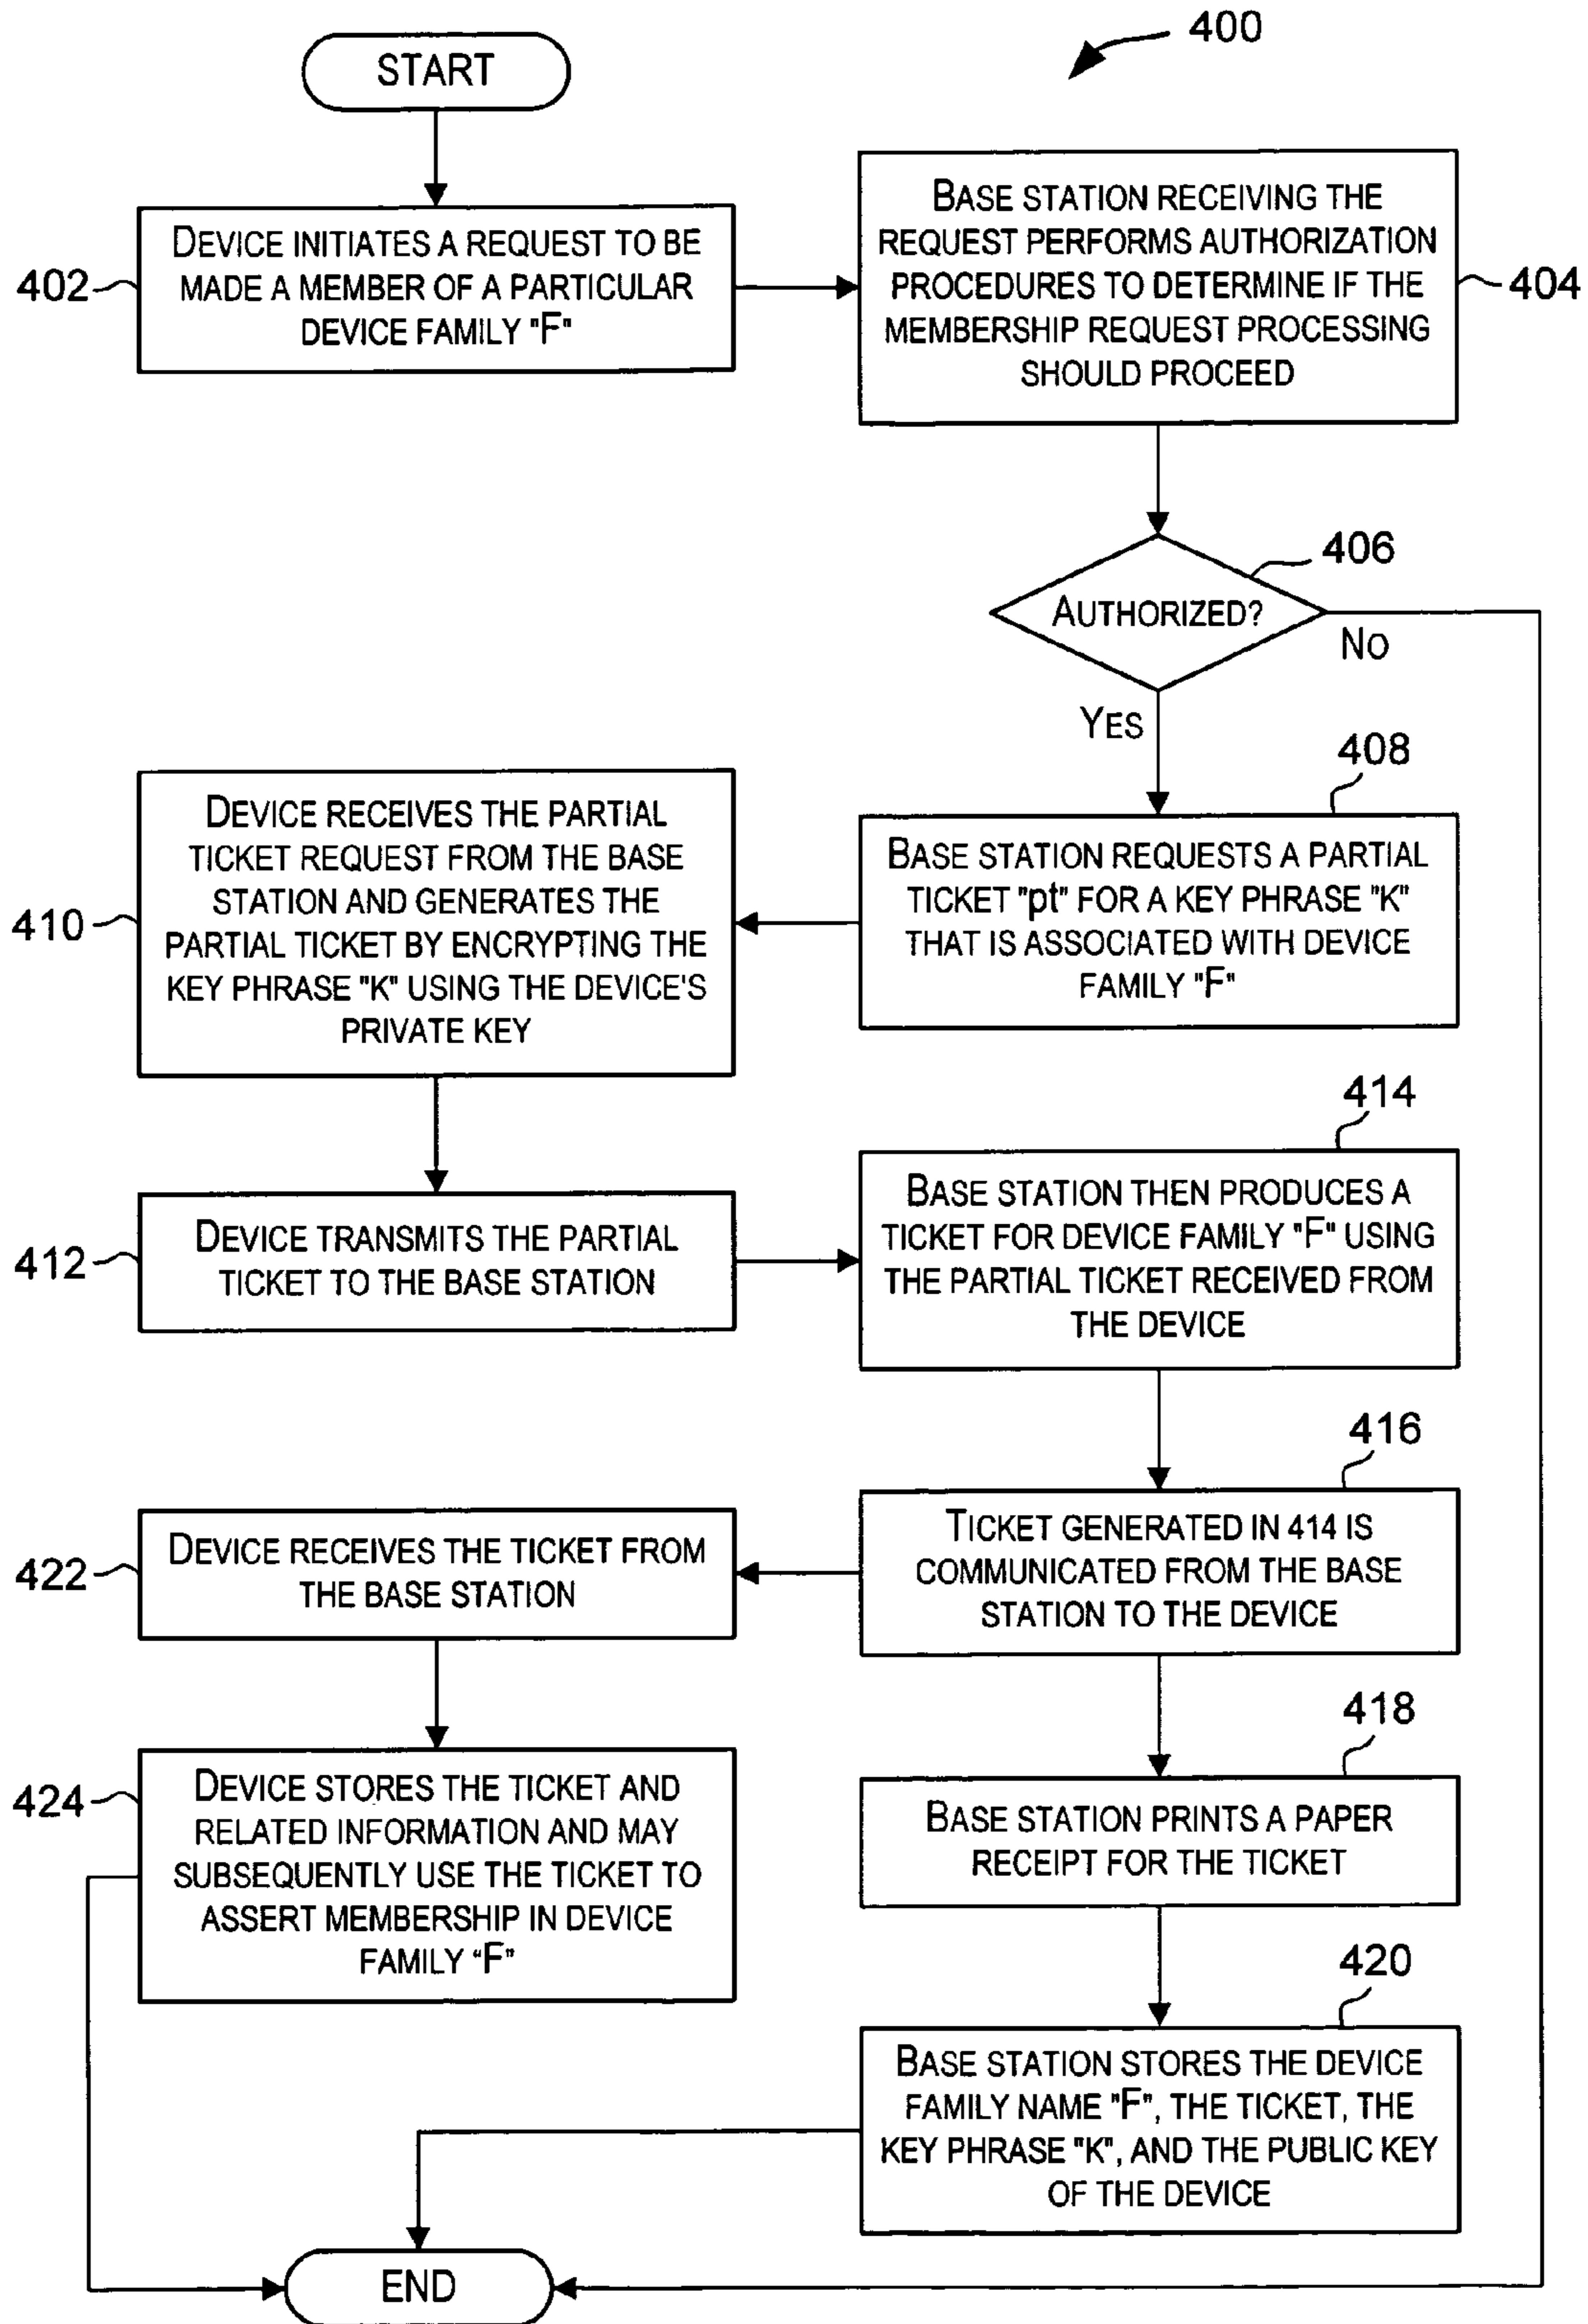 400
START
402
DEVICE INITIATES A REQUEST TO BE
MADE A MEMBER OF A PARTICULAR
DEVICE FAMILY "F"
BASE STATION RECEIVING THE
REQUEST PERFORMS AUTHORIZATION
PROCEDURES TO DETERMINE IF THE
MEMBERSHIP REQUEST PROCESSING
SHOULD PROCEED
404
406
AUTHORIZED?
NO
YES
408
BASE STATION REQUESTS A PARTIAL
TICKET "pt" FOR A KEY PHRASE "K"
THAT IS ASSOCIATED WITH DEVICE
FAMILY "F"
410
DEVICE RECEIVES THE PARTIAL
TICKET REQUEST FROM THE BASE
STATION AND GENERATES THE
PARTIAL TICKET BY ENCRYPTING THE
KEY PHRASE "K" USING THE DEVICE'S
PRIVATE KEY
412
DEVICE TRANSMITS THE PARTIAL
TICKET TO THE BASE STATION
414
BASE STATION THEN PRODUCES A
TICKET FOR DEVICE FAMILY "F" USING
THE PARTIAL TICKET RECEIVED FROM
THE DEVICE
416
TICKET GENERATED IN 414 IS
COMMUNICATED FROM THE BASE
STATION TO THE DEVICE
422
DEVICE RECEIVES THE TICKET FROM
THE BASE STATION
418
BASE STATION PRINTS A PAPER
RECEIPT FOR THE TICKET
424
DEVICE STORES THE TICKET AND
RELATED INFORMATION AND MAY
SUBSEQUENTLY USE THE TICKET TO
ASSERT MEMBERSHIP IN DEVICE
FAMILY "F"
420
BASE STATION STORES THE DEVICE
FAMILY NAME "F", THE TICKET, THE
KEY PHRASE "K", AND THE PUBLIC KEY
OF THE DEVICE
END